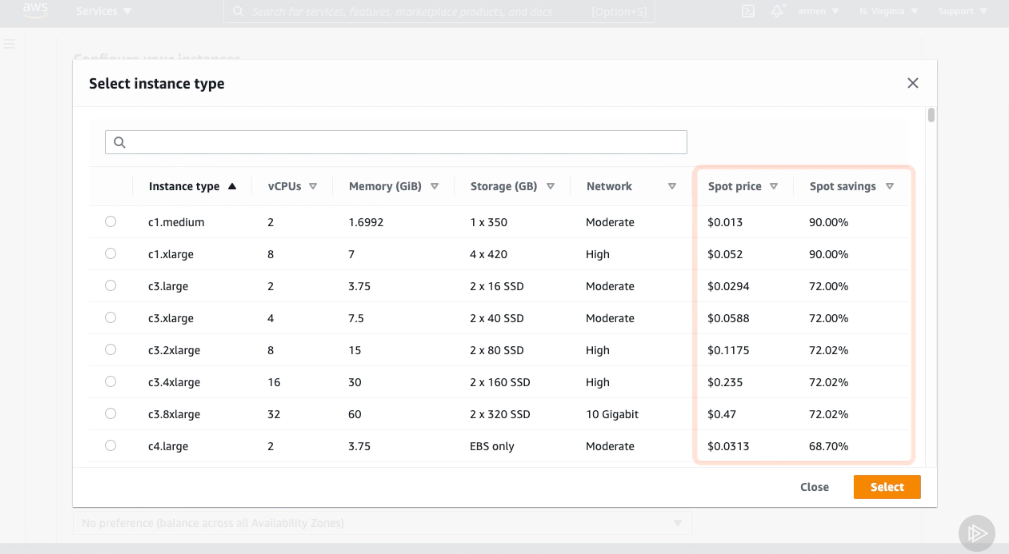 aws Services Search for services, features, marketplace products, and docs [Option+S] N. Virginia Support
Configure your instances
Select instance type
Instance type vCPUs Memory (GiB) Storage (GB) Network Spot price Spot savings
c1.medium 2 1.6992 1 x 350 Moderate $0.013 90.00%
c1.xlarge 8 7 4 x 420 High $0.052 90.00%
c3.large 2 3.75 2 x 16 SSD Moderate $0.0294 72.00%
c3.xlarge 4 7.5 2 x 40 SSD Moderate $0.0588 72.00%
c3.2xlarge 8 15 2 x 80 SSD High $0.1175 72.02%
c3.4xlarge 16 30 2 x 160 SSD High $0.235 72.02%
c3.8xlarge 32 60 2 x 320 SSD 10 Gigabit $0.47 72.02%
c4.large 2 3.75 EBS only Moderate $0.0313 68.70%
Close Select
No preference (balance across all Availability Zones)